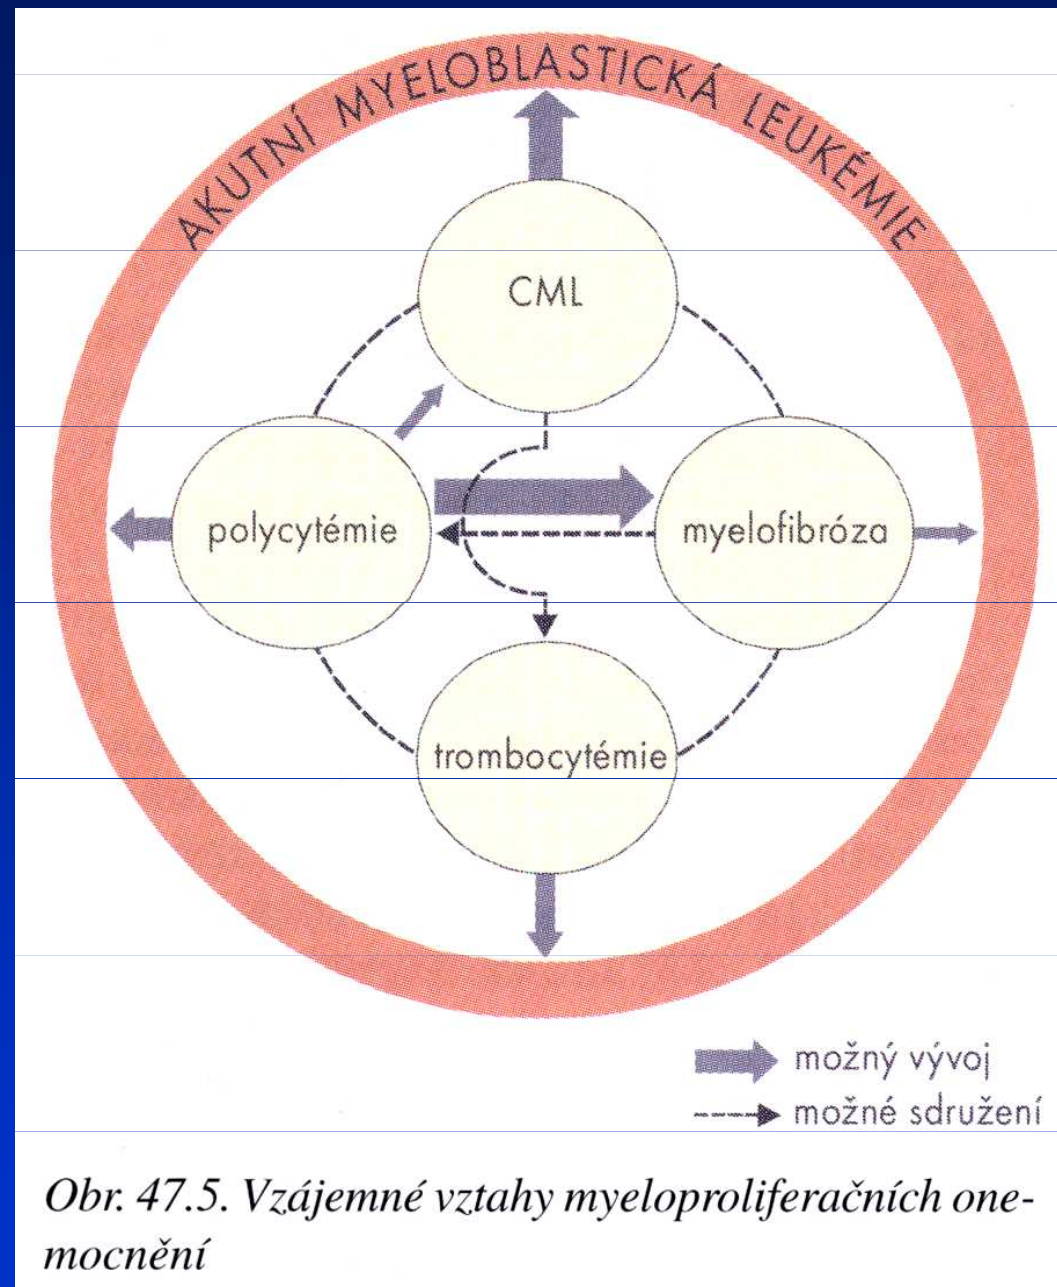 AKUTNÍ MYELOBLASTICKÁ LEUKÉMIE
CML
polycytémie
myelofibróza
trombocytémie
možný vývoj
možné sdružení
Obr. 47.5. Vzájemné vztahy myeloproliferačních one-
mocnění